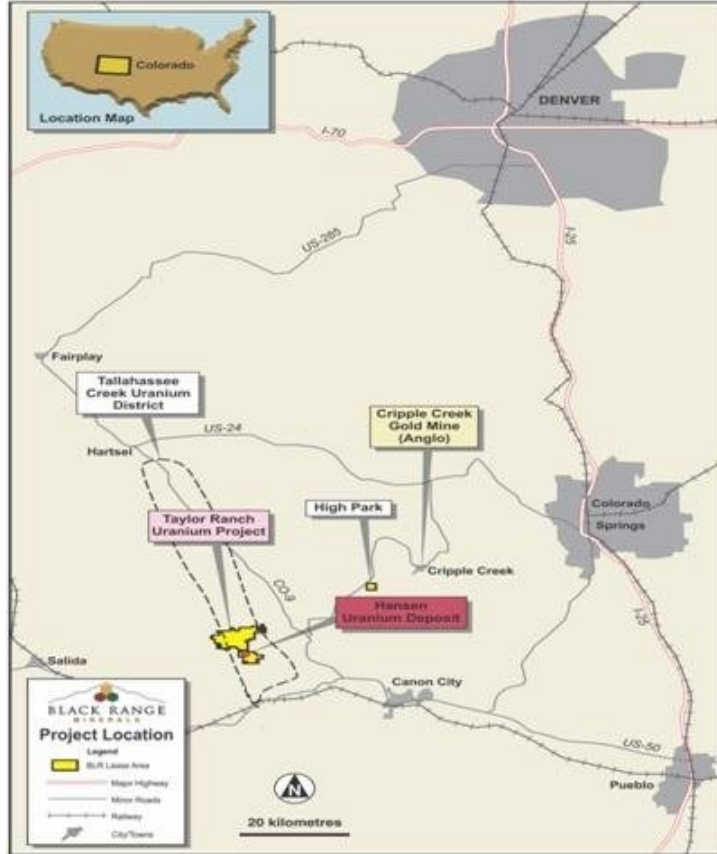 Colorado
Location Map
DENVER
I-70
US-285
I-25
Fairplay
Tallahassee
Creek Uranium
District
Cripple Creek
Gold Mine
(Anglo)
US-24
Hartsel
Colorado
Springs
High Park
Taylor Ranch
Uranium Project
Cripple Creek
CO-9
Hansen
Uranium Deposit
I-25
Salida
Canon City
BLACK RANGE
MINERALS
Project Location
Legend
BLR Lease Area
Major Highway
Minor Roads
Railway
City/Towns
N
20 kilometres
US-50
Pueblo